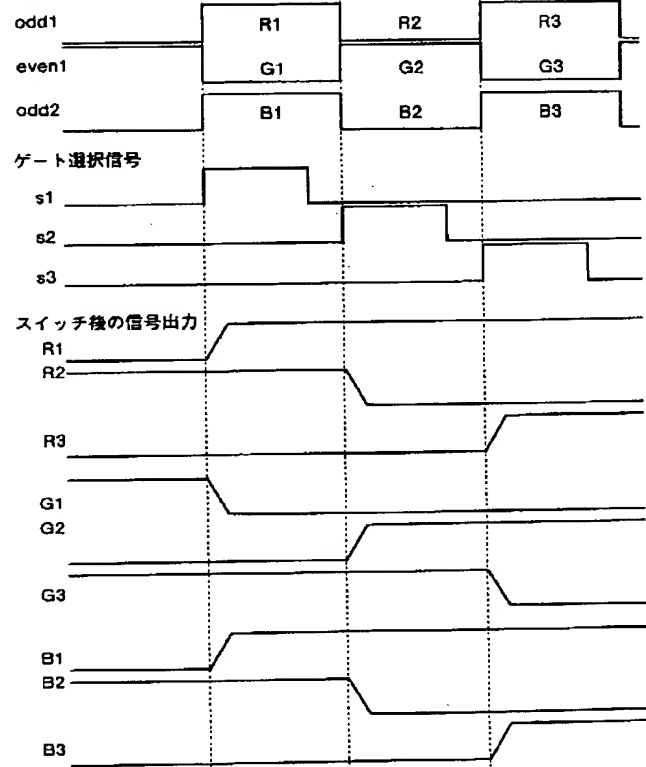 odd1 R1 R2 R3
even1 G1 G2 G3
odd2 B1 B2 B3
ゲート選択信号
s1
s2
s3
スイッチ後の信号出力
R1
R2
R3
G1
G2
G3
B1
B2
B3